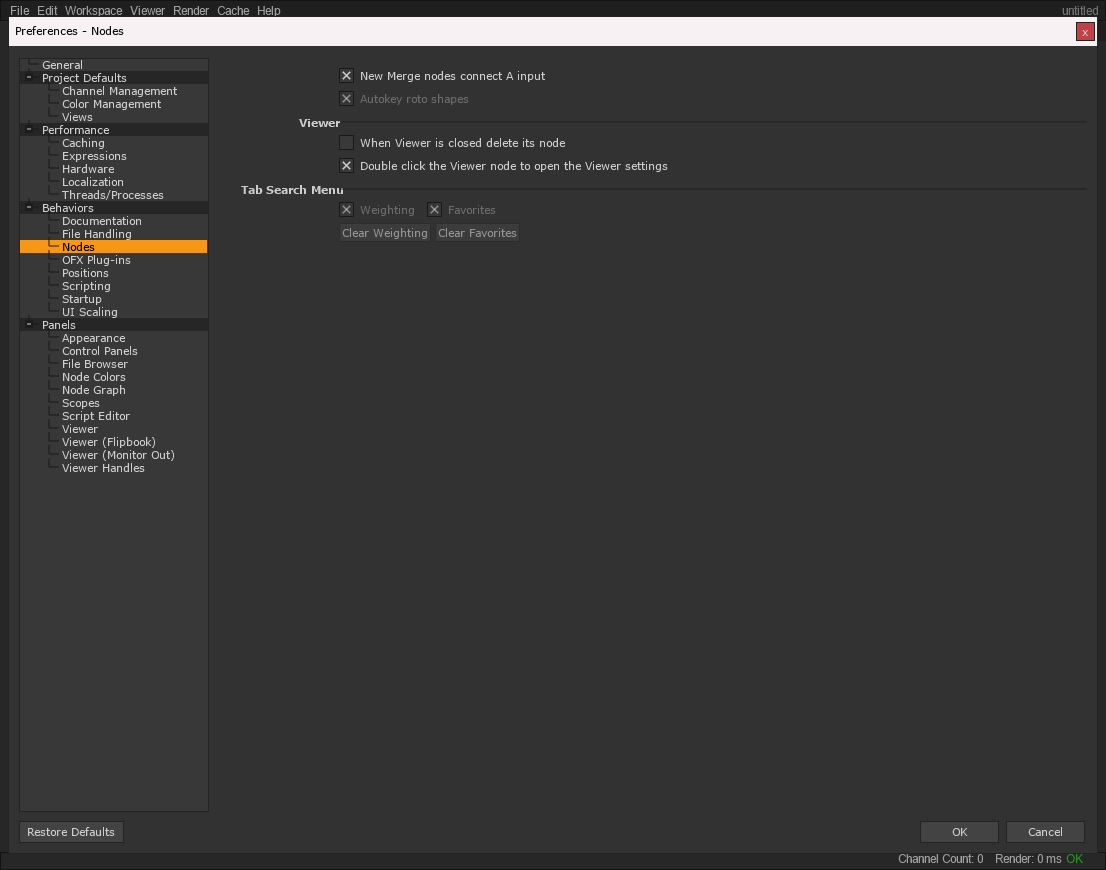 File Edit Workspace Viewer Render Cache Help untitled
Preferences - Nodes x
General
Project Defaults
Channel Management
Color Management
Views
Performance
Caching
Expressions
Hardware
Localization
Threads/Processes
Behaviors
Documentation
File Handling
Nodes
OFX Plug-ins
Positions
Scripting
Startup
UI Scaling
Panels
Appearance
Control Panels
File Browser
Node Colors
Node Graph
Scopes
Script Editor
Viewer
Viewer (Flipbook)
Viewer (Monitor Out)
Viewer Handles
New Merge nodes connect A input
Autokey roto shapes
Viewer
When Viewer is closed delete its node
Double click the Viewer node to open the Viewer settings
Tab Search Menu
Weighting Favorites
Clear Weighting Clear Favorites
Restore Defaults OK Cancel
Channel Count: 0 Render: 0 ms OK